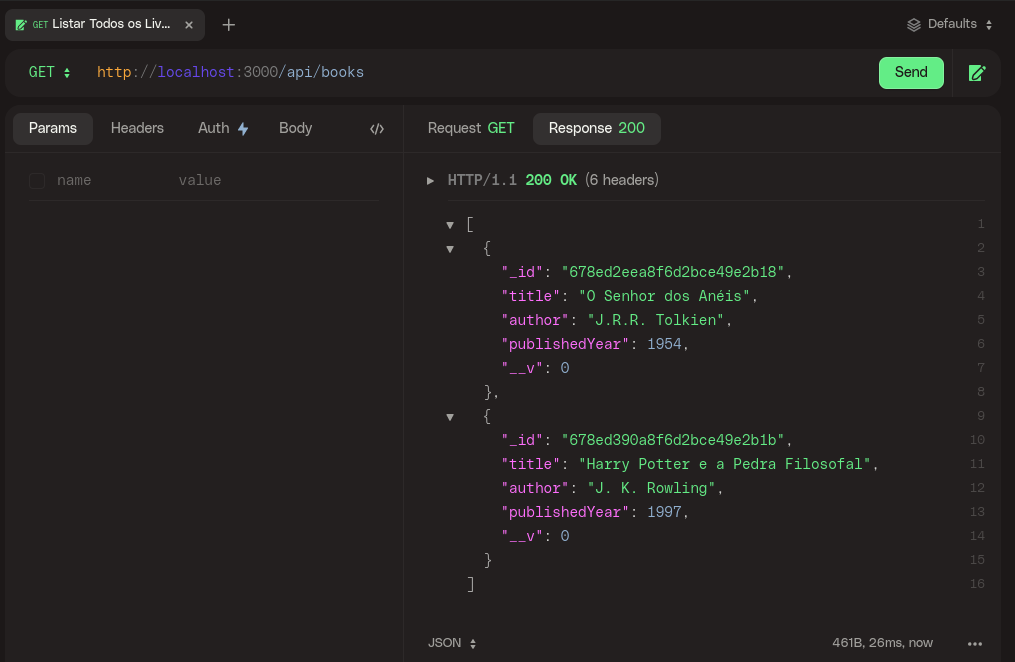 GET Listar Todos os Liv... × +
Defaults
GET http://localhost:3000/api/books
Send
Params Headers Auth Body </>
name value
Request GET Response 200
HTTP/1.1 200 OK (6 headers)
[ 1
{ 2
"_id": "678ed2eea8f6d2bce49e2b18", 3
"title": "O Senhor dos Anéis", 4
"author": "J.R.R. Tolkien", 5
"publishedYear": 1954, 6
"__v": 0 7
}, 8
{ 9
"_id": "678ed390a8f6d2bce49e2b1b", 10
"title": "Harry Potter e a Pedra Filosofal", 11
"author": "J. K. Rowling", 12
"publishedYear": 1997, 13
"__v": 0 14
} 15
] 16
JSON
461B, 26ms, now